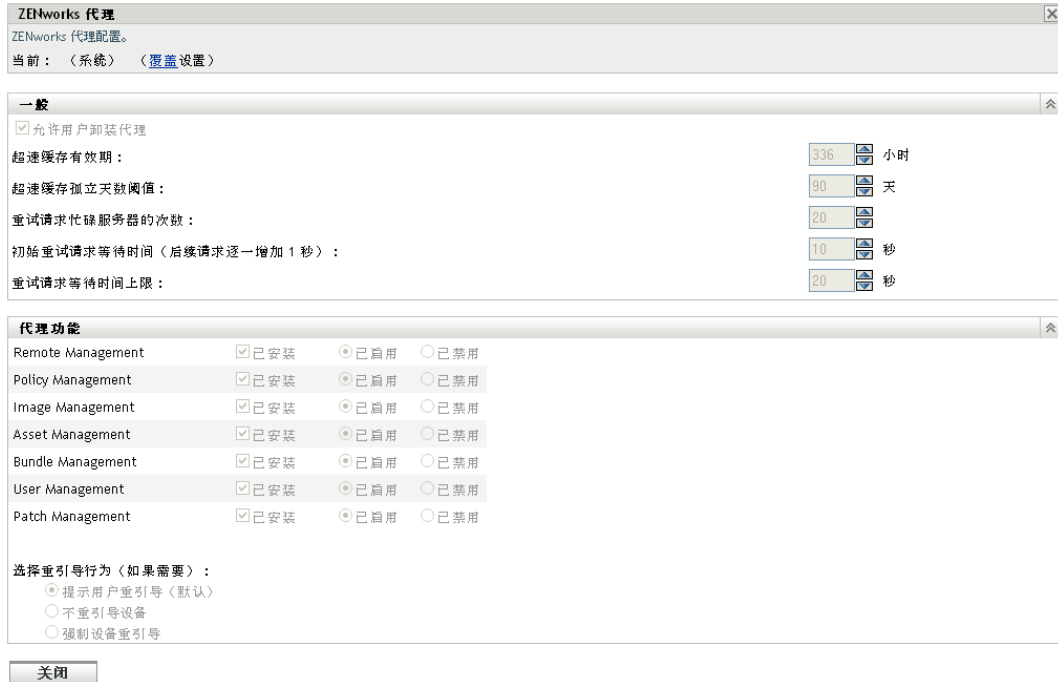 ZENworks 代理
ZENworks 代理配置。
当前： （系统） （覆盖设置）
一般
允许用户卸装代理
超速缓存有效期： 336 小时
超速缓存孤立天数阈值： 90 天
重试请求忙碌服务器的次数： 20
初始重试请求等待时间（后续请求逐一增加 1 秒）： 10 秒
重试请求等待时间上限： 20 秒
代理功能
Remote Management 已安装 已启用 已禁用
Policy Management 已安装 已启用 已禁用
Image Management 已安装 已启用 已禁用
Asset Management 已安装 已启用 已禁用
Bundle Management 已安装 已启用 已禁用
User Management 已安装 已启用 已禁用
Patch Management 已安装 已启用 已禁用
选择重引导行为（如果需要）：
提示用户重引导（默认）
不重引导设备
强制设备重引导
关闭